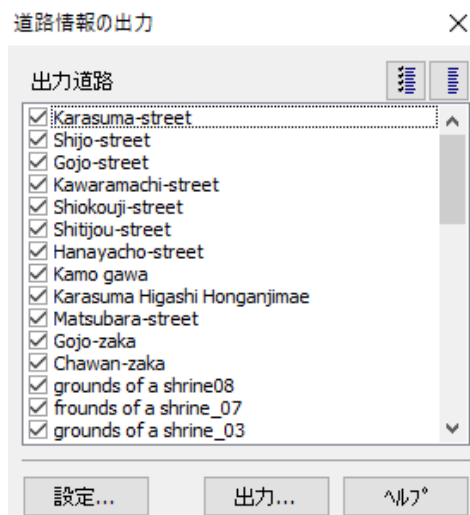 道路情報の出力
出力道路
Karasuma-street
Shijo-street
Gojo-street
Kawaramachi-street
Shiokouji-street
Shitijou-street
Hanayacho-street
Kamo gawa
Karasuma Higashi Honganjimae
Matsubara-street
Gojo-zaka
Chawan-zaka
grounds of a shrine08
frounds of a shrine_07
grounds of a shrine_03
設定... 出力... ﾍﾙﾌﾟ